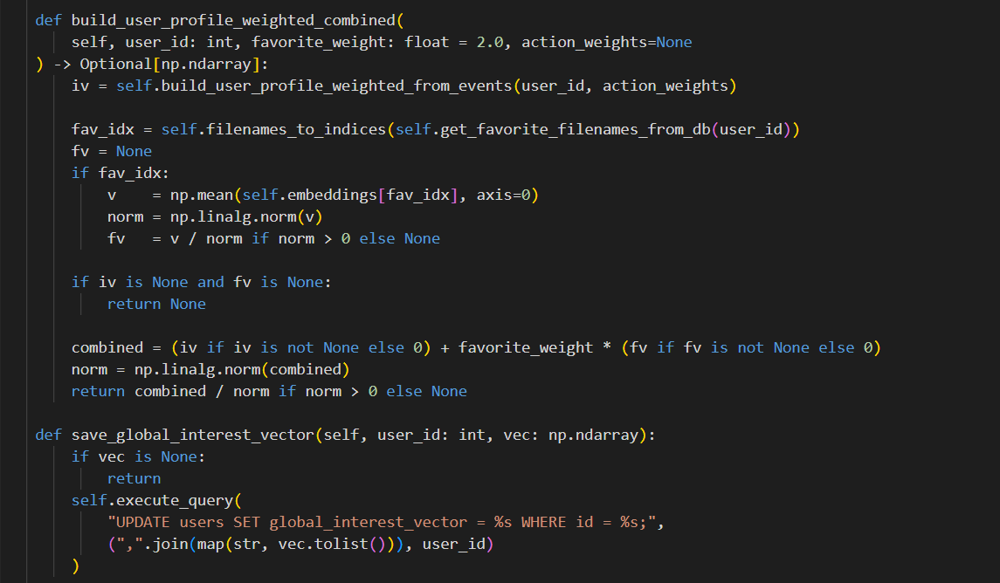 def build_user_profile_weighted_combined(
    self, user_id: int, favorite_weight: float = 2.0, action_weights=None
) -> Optional[np.ndarray]:
    iv = self.build_user_profile_weighted_from_events(user_id, action_weights)

    fav_idx = self.filenames_to_indices(self.get_favorite_filenames_from_db(user_id))
    fv = None
    if fav_idx:
        v    = np.mean(self.embeddings[fav_idx], axis=0)
        norm = np.linalg.norm(v)
        fv   = v / norm if norm > 0 else None

    if iv is None and fv is None:
        return None

    combined = (iv if iv is not None else 0) + favorite_weight * (fv if fv is not None else 0)
    norm = np.linalg.norm(combined)
    return combined / norm if norm > 0 else None

def save_global_interest_vector(self, user_id: int, vec: np.ndarray):
    if vec is None:
        return
    self.execute_query(
        "UPDATE users SET global_interest_vector = %s WHERE id = %s;",
        (",".join(map(str, vec.tolist())), user_id)
    )